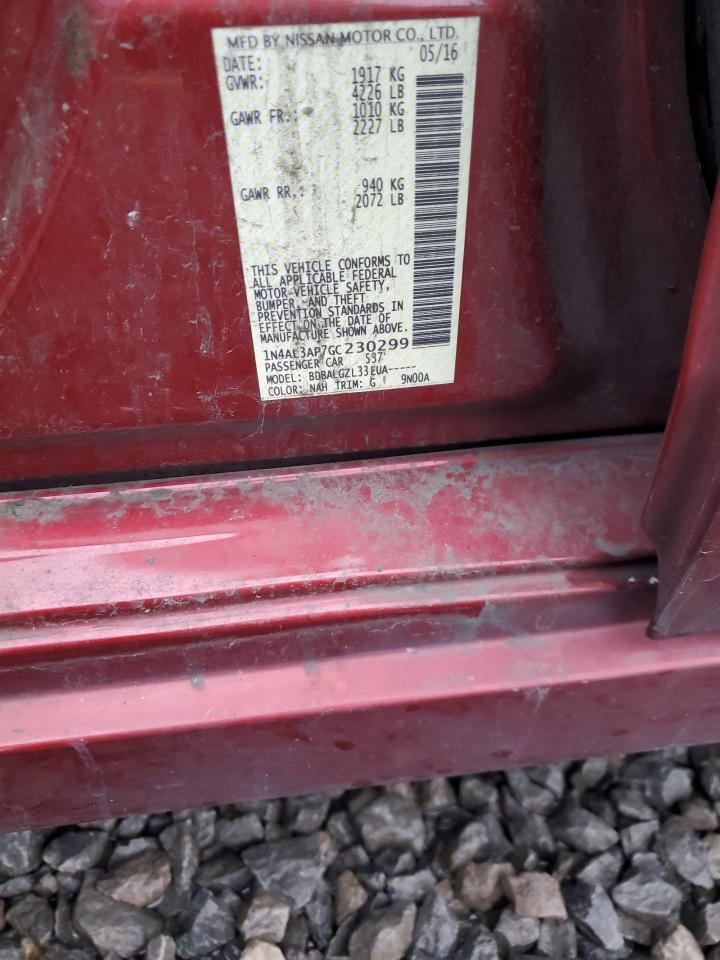 MFD BY NISSAN MOTOR CO., LTD.
DATE: 05/16
GVWR: 1917 KG
4226 LB
GAWR FR.: 1010 KG
2227 LB
GAWR RR.: 940 KG
2072 LB
THIS VEHICLE CONFORMS TO
ALL APPLICABLE FEDERAL
MOTOR VEHICLE SAFETY,
BUMPER, AND THEFT
PREVENTION STANDARDS IN
EFFECT ON THE DATE OF
MANUFACTURE SHOWN ABOVE.
1N4AL3AP7GC230299
PASSENGER CAR 537
MODEL: BDBALGZL33EUA-----
COLOR: NAH TRIM: G 9N00A